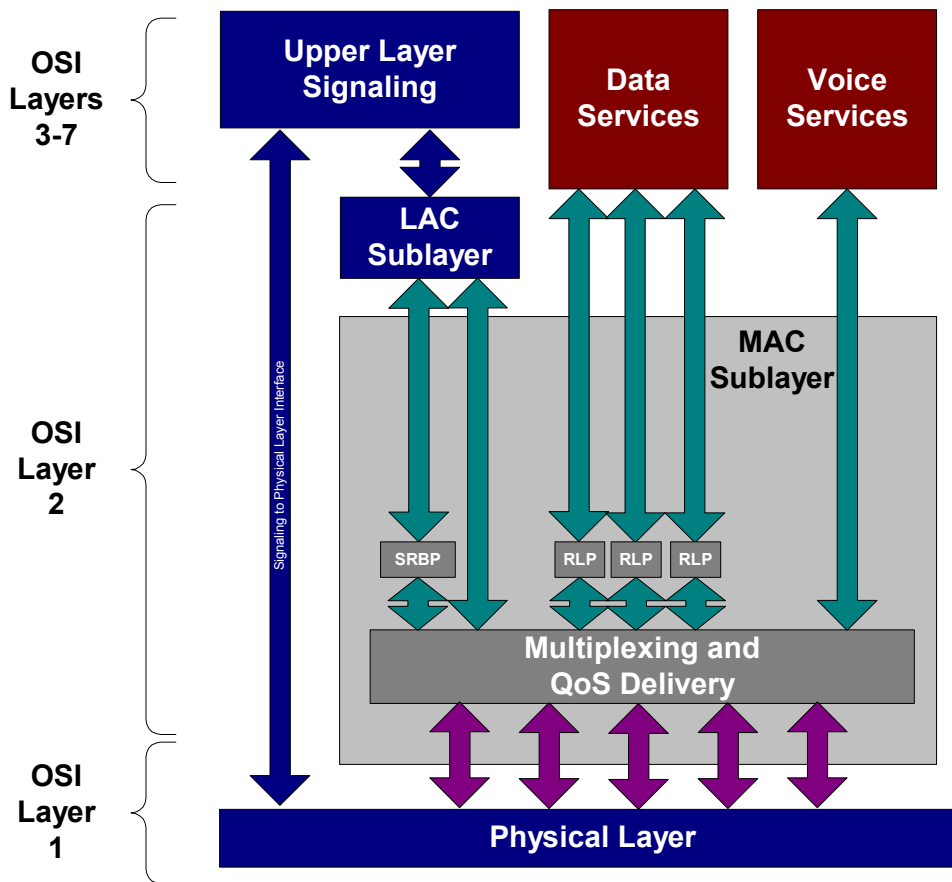 OSI
Layers
3-7
Upper Layer
Signaling
Data
Services
Voice
Services
LAC
Sublayer
MAC
Sublayer
OSI
Layer
2
Signaling to Physical Layer Interface
SRBP
RLP
RLP
RLP
Multiplexing and
QoS Delivery
OSI
Layer
1
Physical Layer